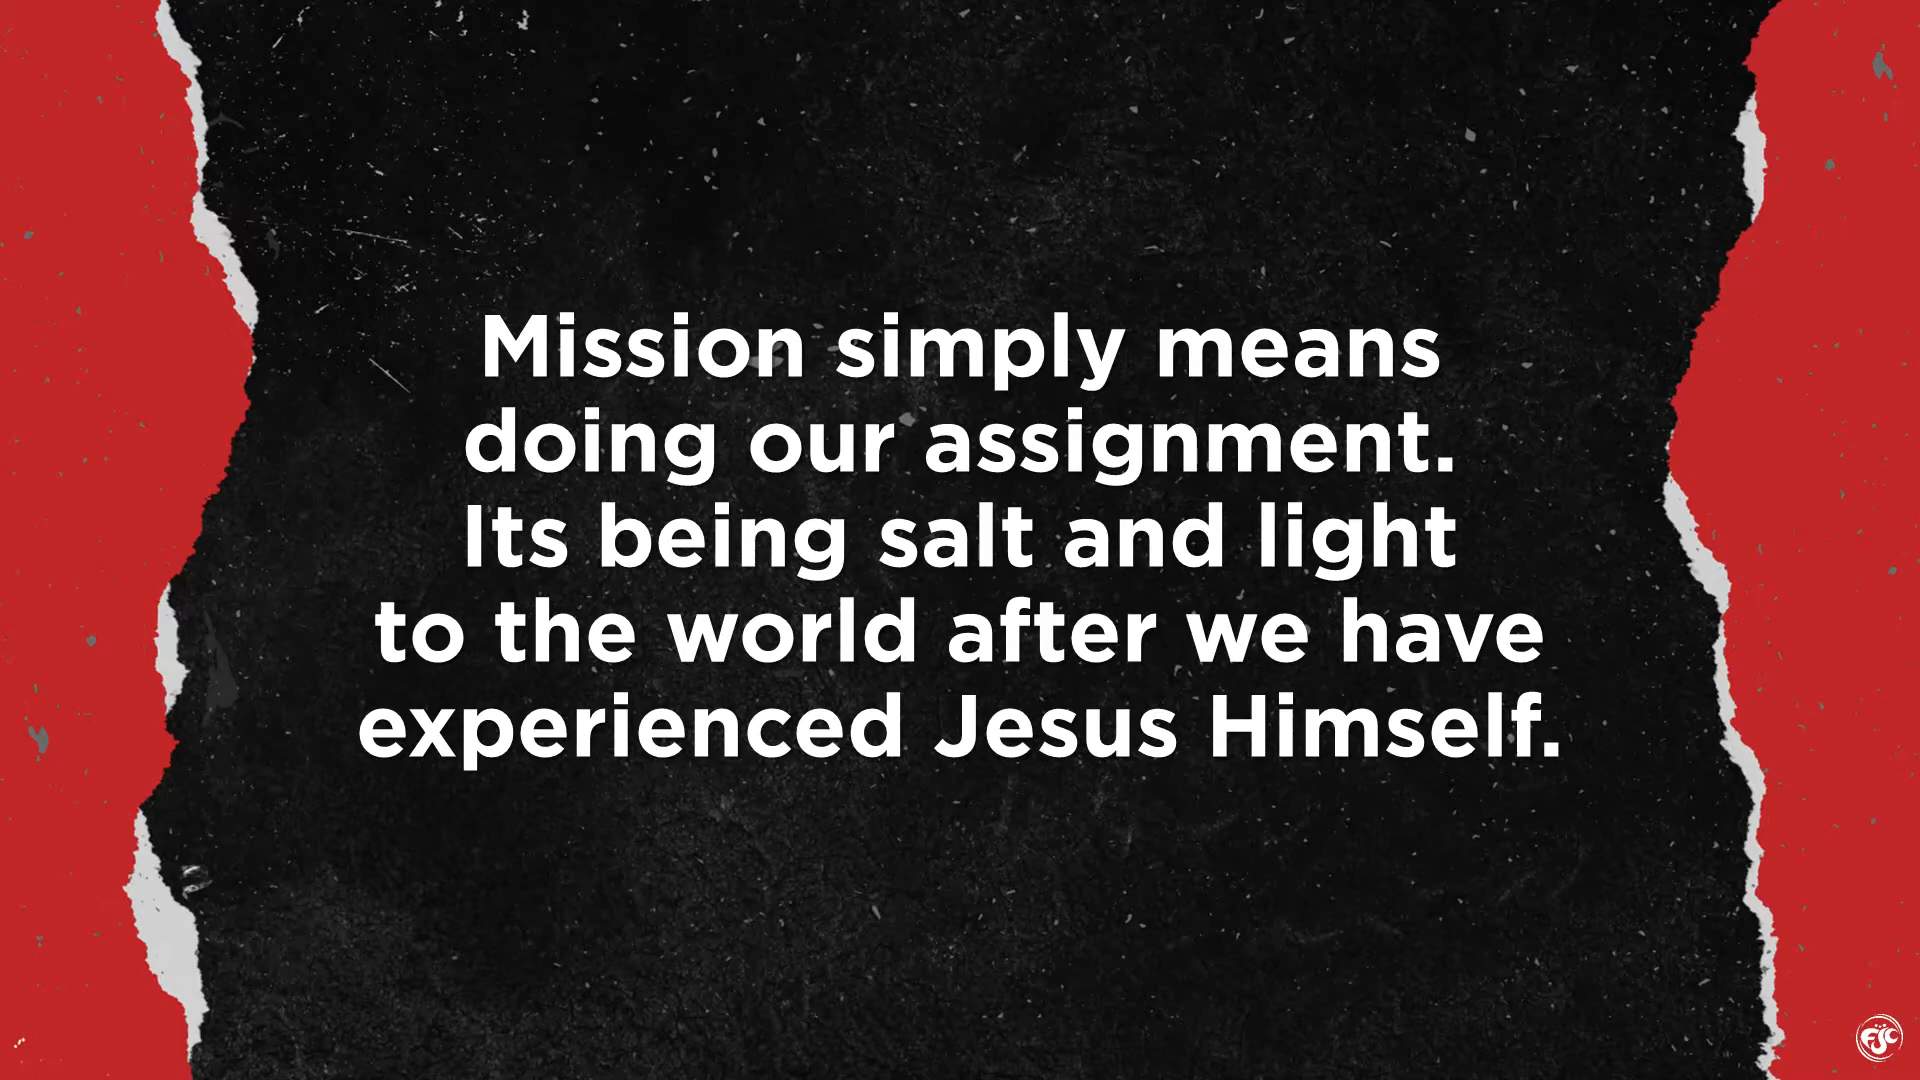 Mission simply means
doing our assignment.
Its being salt and light
to the world after we have
experienced Jesus Himself.
FJC